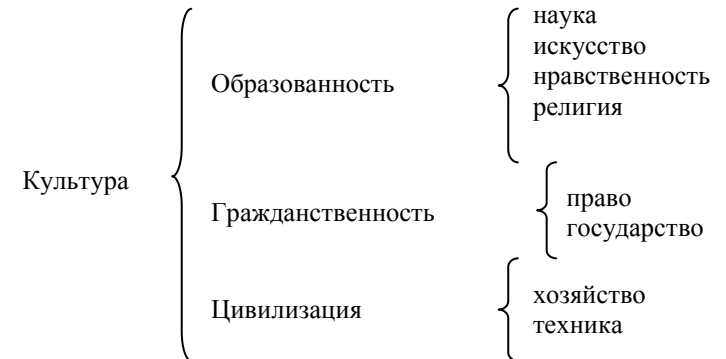 наука
искусство
нравственность
религия
Образованность
Культура
Гражданственность
право
государство
Цивилизация
хозяйство
техника